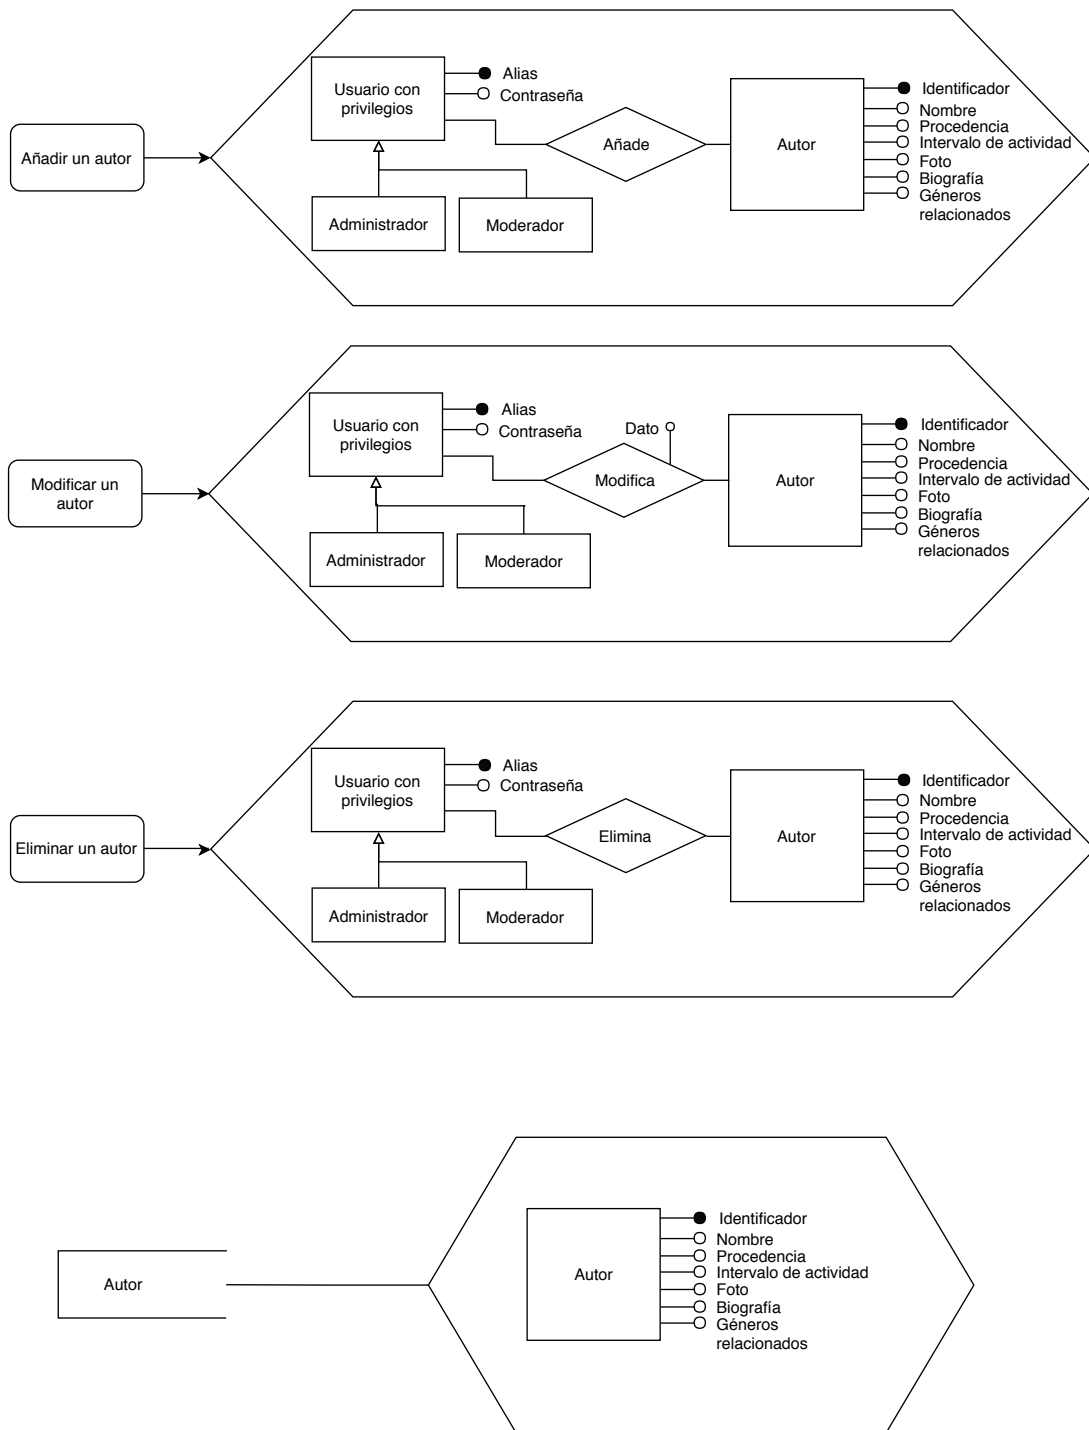 Añadir un autor
Usuario con
privilegios
Alias
Contraseña
Administrador
Moderador
Añade
Autor
Identificador
Nombre
Procedencia
Intervalo de actividad
Foto
Biografía
Géneros
relacionados
Modificar un
autor
Usuario con
privilegios
Alias
Contraseña
Administrador
Moderador
Dato
Modifica
Autor
Identificador
Nombre
Procedencia
Intervalo de actividad
Foto
Biografía
Géneros
relacionados
Eliminar un autor
Usuario con
privilegios
Alias
Contraseña
Administrador
Moderador
Elimina
Autor
Identificador
Nombre
Procedencia
Intervalo de actividad
Foto
Biografía
Géneros
relacionados
Autor
Autor
Identificador
Nombre
Procedencia
Intervalo de actividad
Foto
Biografía
Géneros
relacionados